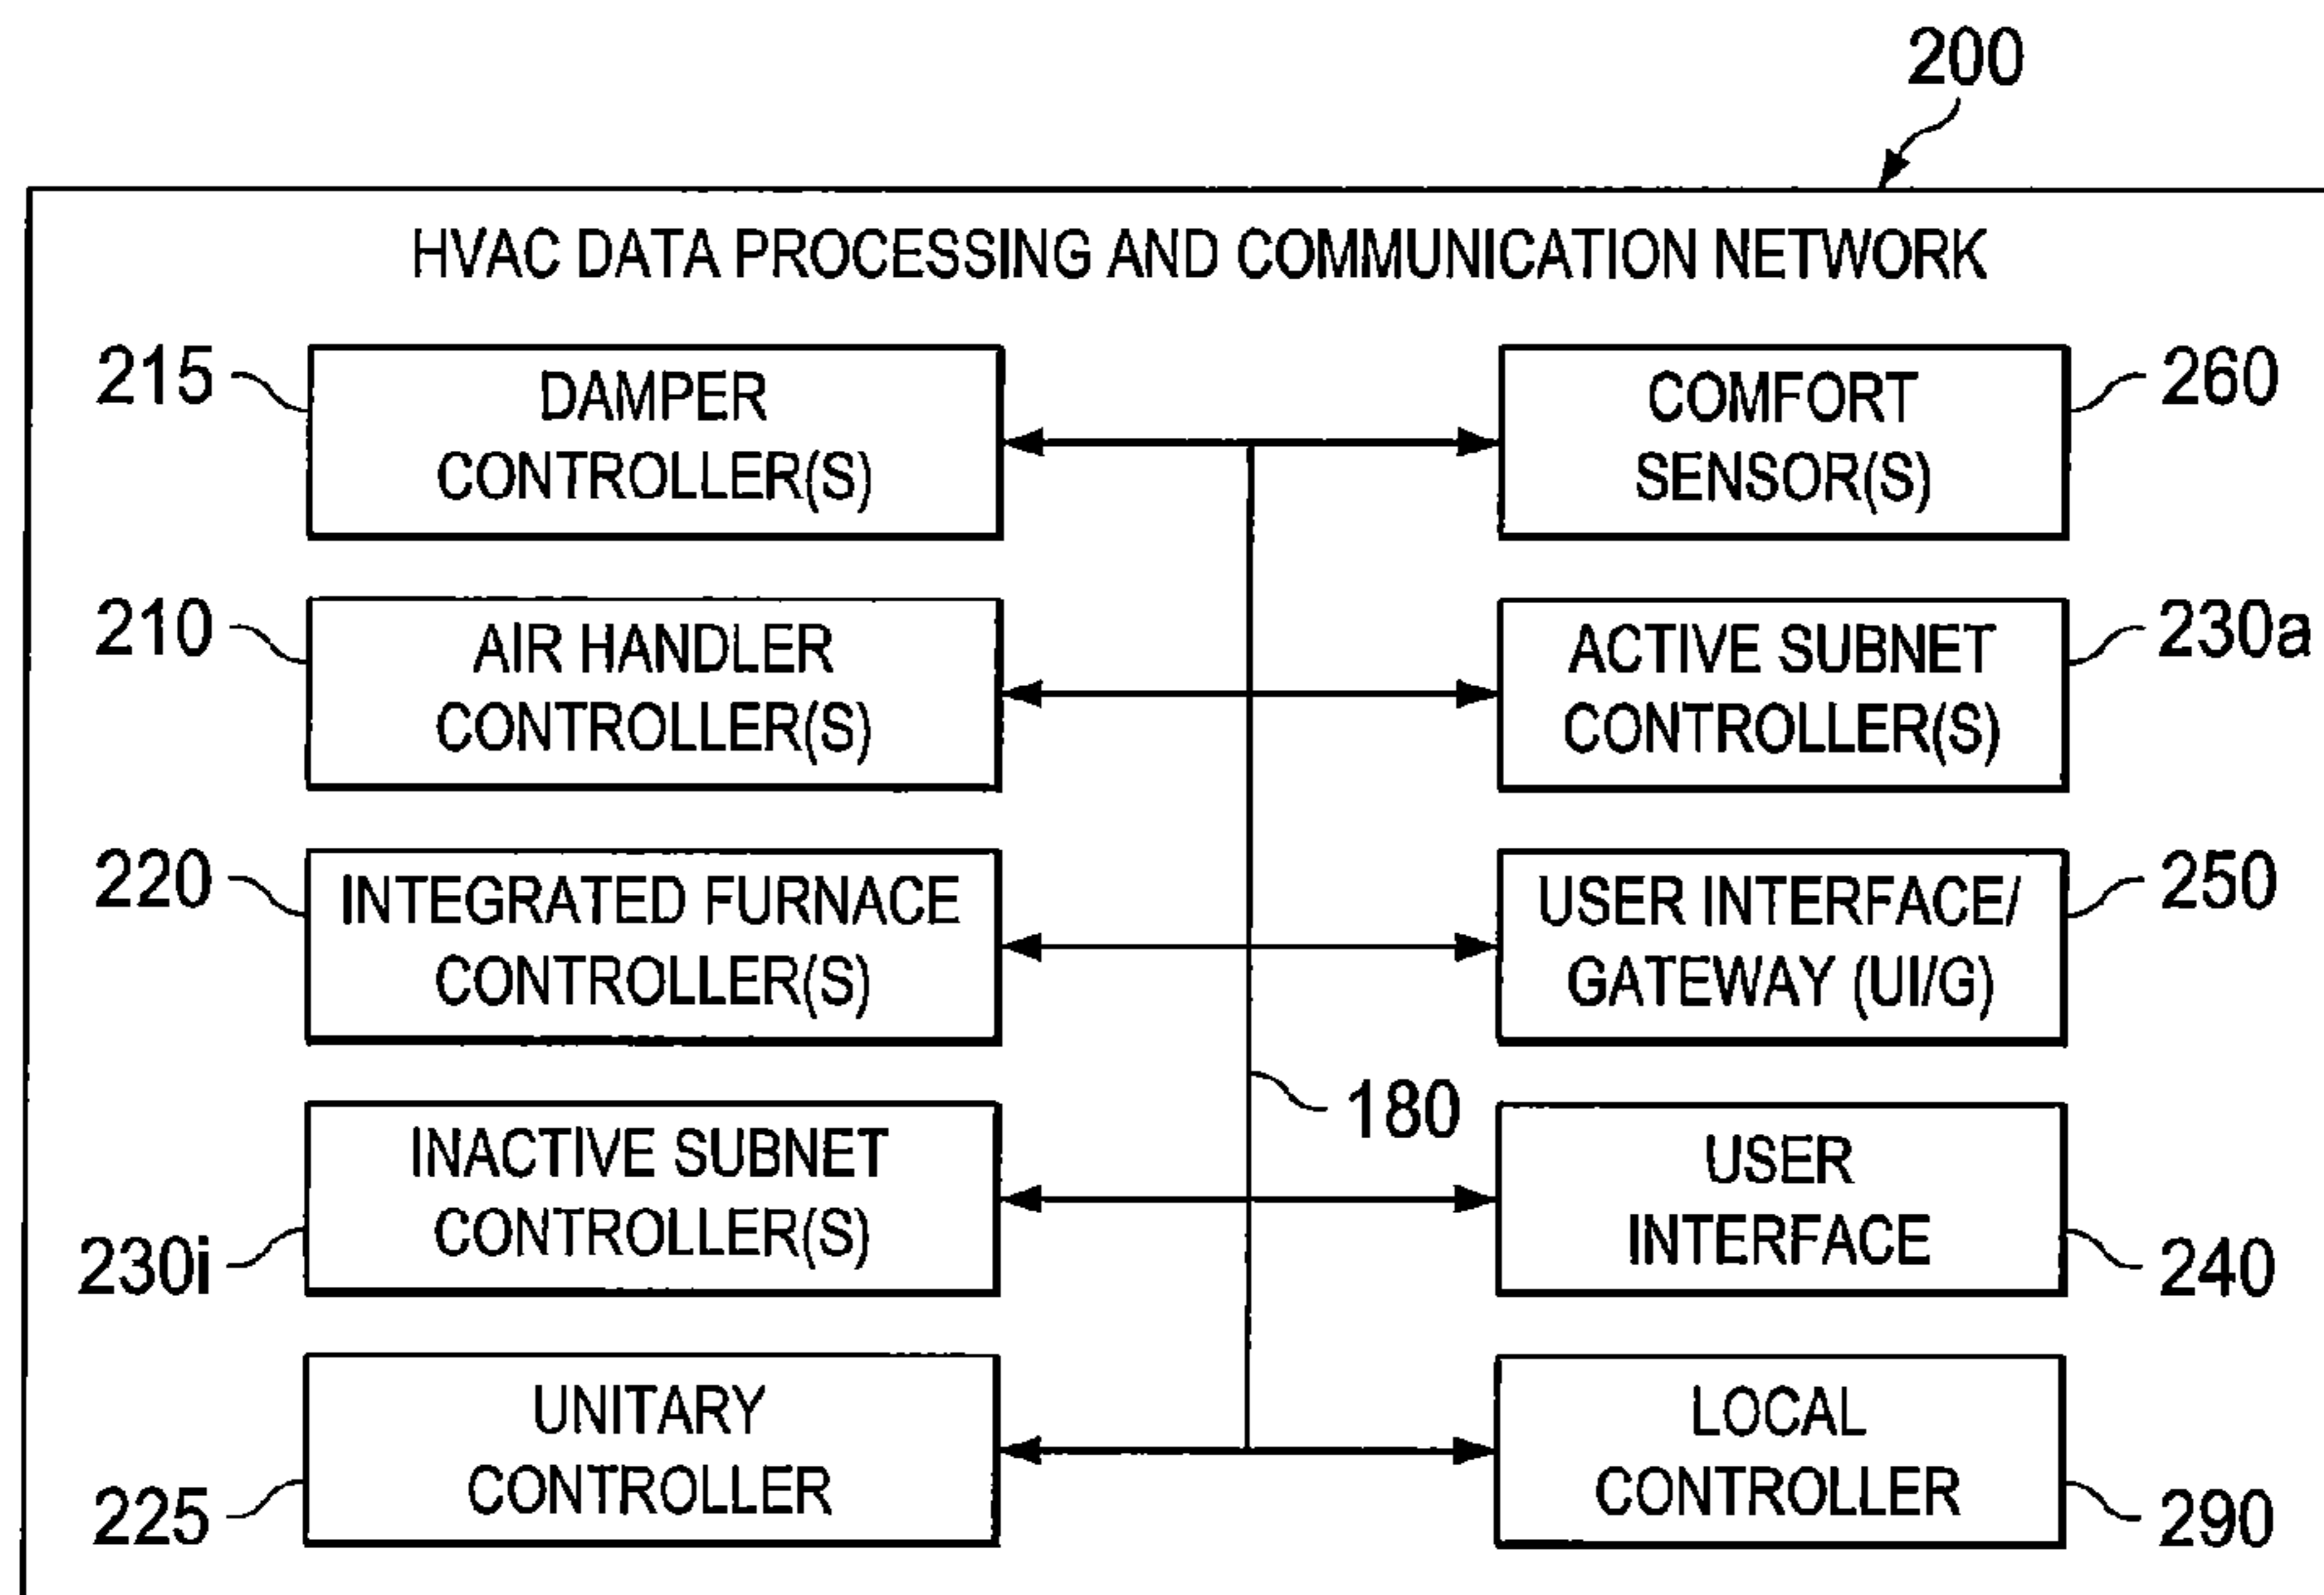 200
HVAC DATA PROCESSING AND COMMUNICATION NETWORK
215
DAMPER
CONTROLLER(S)
COMFORT
SENSOR(S)
260
210
AIR HANDLER
CONTROLLER(S)
ACTIVE SUBNET
CONTROLLER(S)
230a
220
INTEGRATED FURNACE
CONTROLLER(S)
USER INTERFACE/
GATEWAY (UI/G)
250
180
INACTIVE SUBNET
CONTROLLER(S)
230i
USER
INTERFACE
240
UNITARY
CONTROLLER
225
LOCAL
CONTROLLER
290